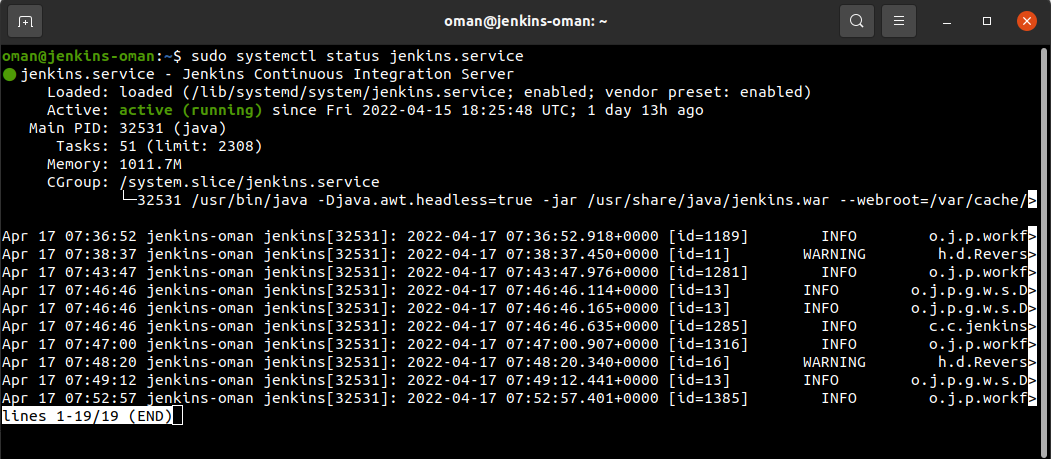 oman@jenkins-oman: ~
oman@jenkins-oman:~$ sudo systemctl status jenkins.service
● jenkins.service - Jenkins Continuous Integration Server
     Loaded: loaded (/lib/systemd/system/jenkins.service; enabled; vendor preset: enabled)
     Active: active (running) since Fri 2022-04-15 18:25:48 UTC; 1 day 13h ago
   Main PID: 32531 (java)
      Tasks: 51 (limit: 2308)
     Memory: 1011.7M
     CGroup: /system.slice/jenkins.service
             └─32531 /usr/bin/java -Djava.awt.headless=true -jar /usr/share/java/jenkins.war --webroot=/var/cache/>
Apr 17 07:36:52 jenkins-oman jenkins[32531]: 2022-04-17 07:36:52.918+0000 [id=1189]        INFO        o.j.p.workf>
Apr 17 07:38:37 jenkins-oman jenkins[32531]: 2022-04-17 07:38:37.450+0000 [id=11]        WARNING        h.d.Revers>
Apr 17 07:43:47 jenkins-oman jenkins[32531]: 2022-04-17 07:43:47.976+0000 [id=1281]        INFO        o.j.p.workf>
Apr 17 07:46:46 jenkins-oman jenkins[32531]: 2022-04-17 07:46:46.114+0000 [id=13]        INFO        o.j.p.g.w.s.D>
Apr 17 07:46:46 jenkins-oman jenkins[32531]: 2022-04-17 07:46:46.165+0000 [id=13]        INFO        o.j.p.g.w.s.D>
Apr 17 07:46:46 jenkins-oman jenkins[32531]: 2022-04-17 07:46:46.635+0000 [id=1285]        INFO        c.c.jenkins>
Apr 17 07:47:00 jenkins-oman jenkins[32531]: 2022-04-17 07:47:00.907+0000 [id=1316]        INFO        o.j.p.workf>
Apr 17 07:48:20 jenkins-oman jenkins[32531]: 2022-04-17 07:48:20.340+0000 [id=16]        WARNING        h.d.Revers>
Apr 17 07:49:12 jenkins-oman jenkins[32531]: 2022-04-17 07:49:12.441+0000 [id=13]        INFO        o.j.p.g.w.s.D>
Apr 17 07:52:57 jenkins-oman jenkins[32531]: 2022-04-17 07:52:57.401+0000 [id=1385]        INFO        o.j.p.workf>
lines 1-19/19 (END)